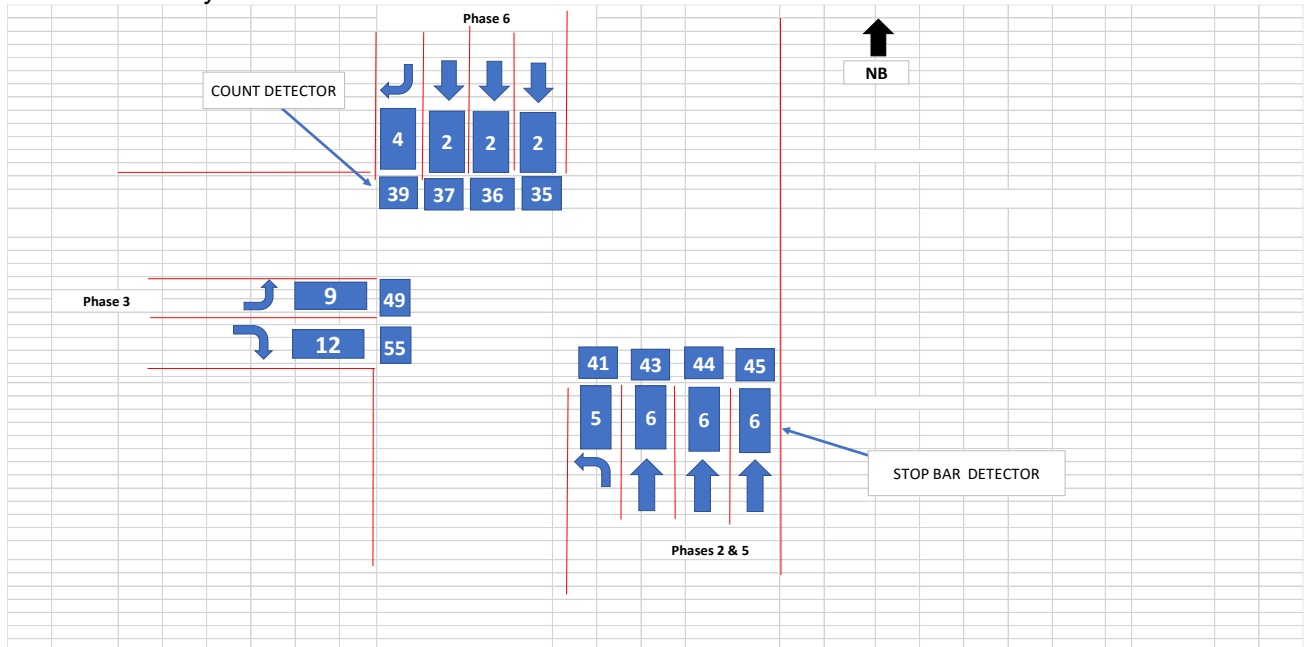 Phase 6
NB
COUNT DETECTOR
4 2 2 2
39 37 36 35
Phase 3
9 49
12 55
41 43 44 45
5 6 6 6
STOP BAR DETECTOR
Phases 2 & 5